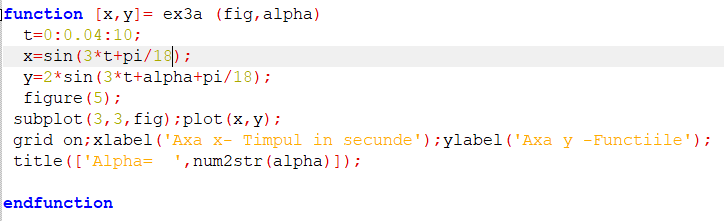 function [x,y]= ex3a (fig,alpha)
t=0:0.04:10;
x=sin(3*t+pi/18);
y=2*sin(3*t+alpha+pi/18);
figure(5);
subplot(3,3,fig);plot(x,y);
grid on;xlabel('Axa x- Timpul in secunde');ylabel('Axa y -Functiile');
title(['Alpha=  ',num2str(alpha)]);
endfunction